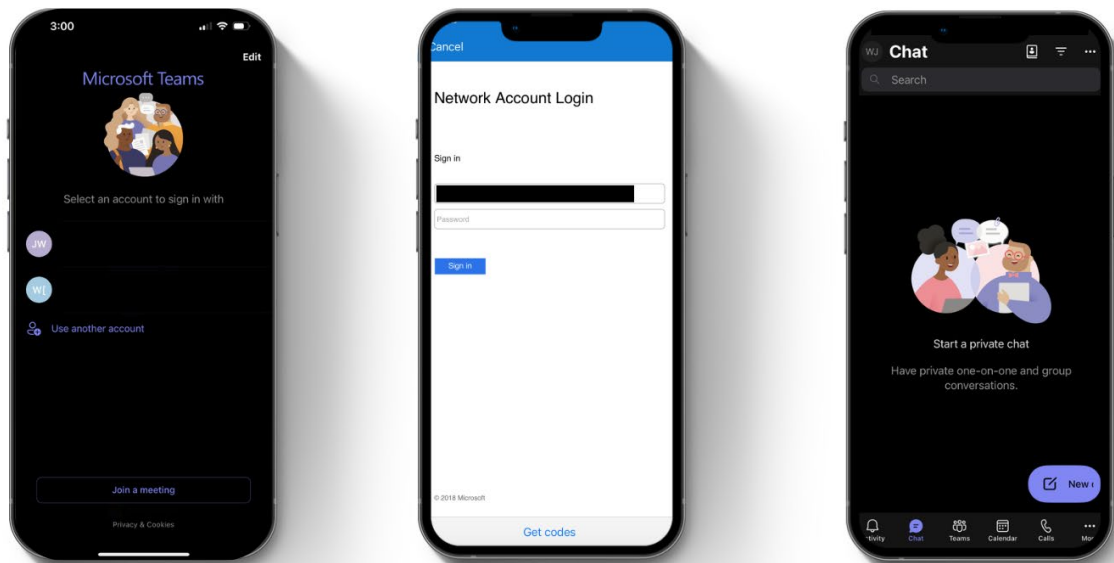 3:00
Edit
Microsoft Teams
Select an account to sign in with
JW
W[
Use another account
Join a meeting
Privacy & Cookies
Cancel
Network Account Login
Sign in
Password
Sign in
© 2018 Microsoft
Get codes
WJ Chat
Search
Start a private chat
Have private one-on-one and group
conversations.
New
Chat Teams Calendar Calls